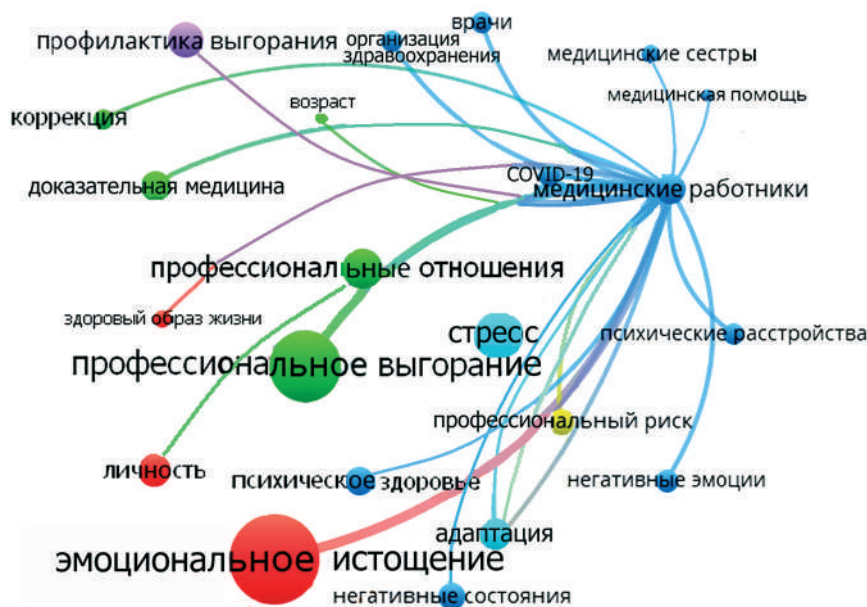 врачи
профилактика выгорания
организация
здравоохранения
медицинские сестры
медицинская помощь
возраст
коррекция
COVID-19
доказательная медицина
медицинские работники
профессиональные отношения
здоровый образ жизни
стресс
психические расстройства
профессиональное выгорание
профессиональный риск
личность
психическое здоровье
негативные эмоции
адаптация
эмоциональное истощение
негативные состояния